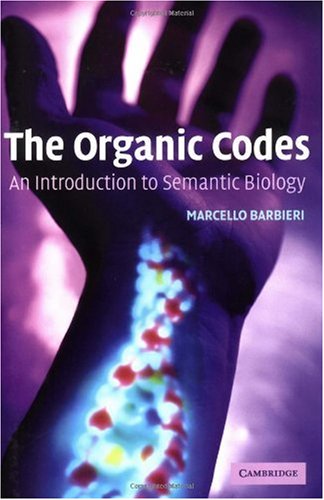 The Organic Codes
An Introduction to Semantic Biology
MARCELLO BARBIERI
CAMBRIDGE